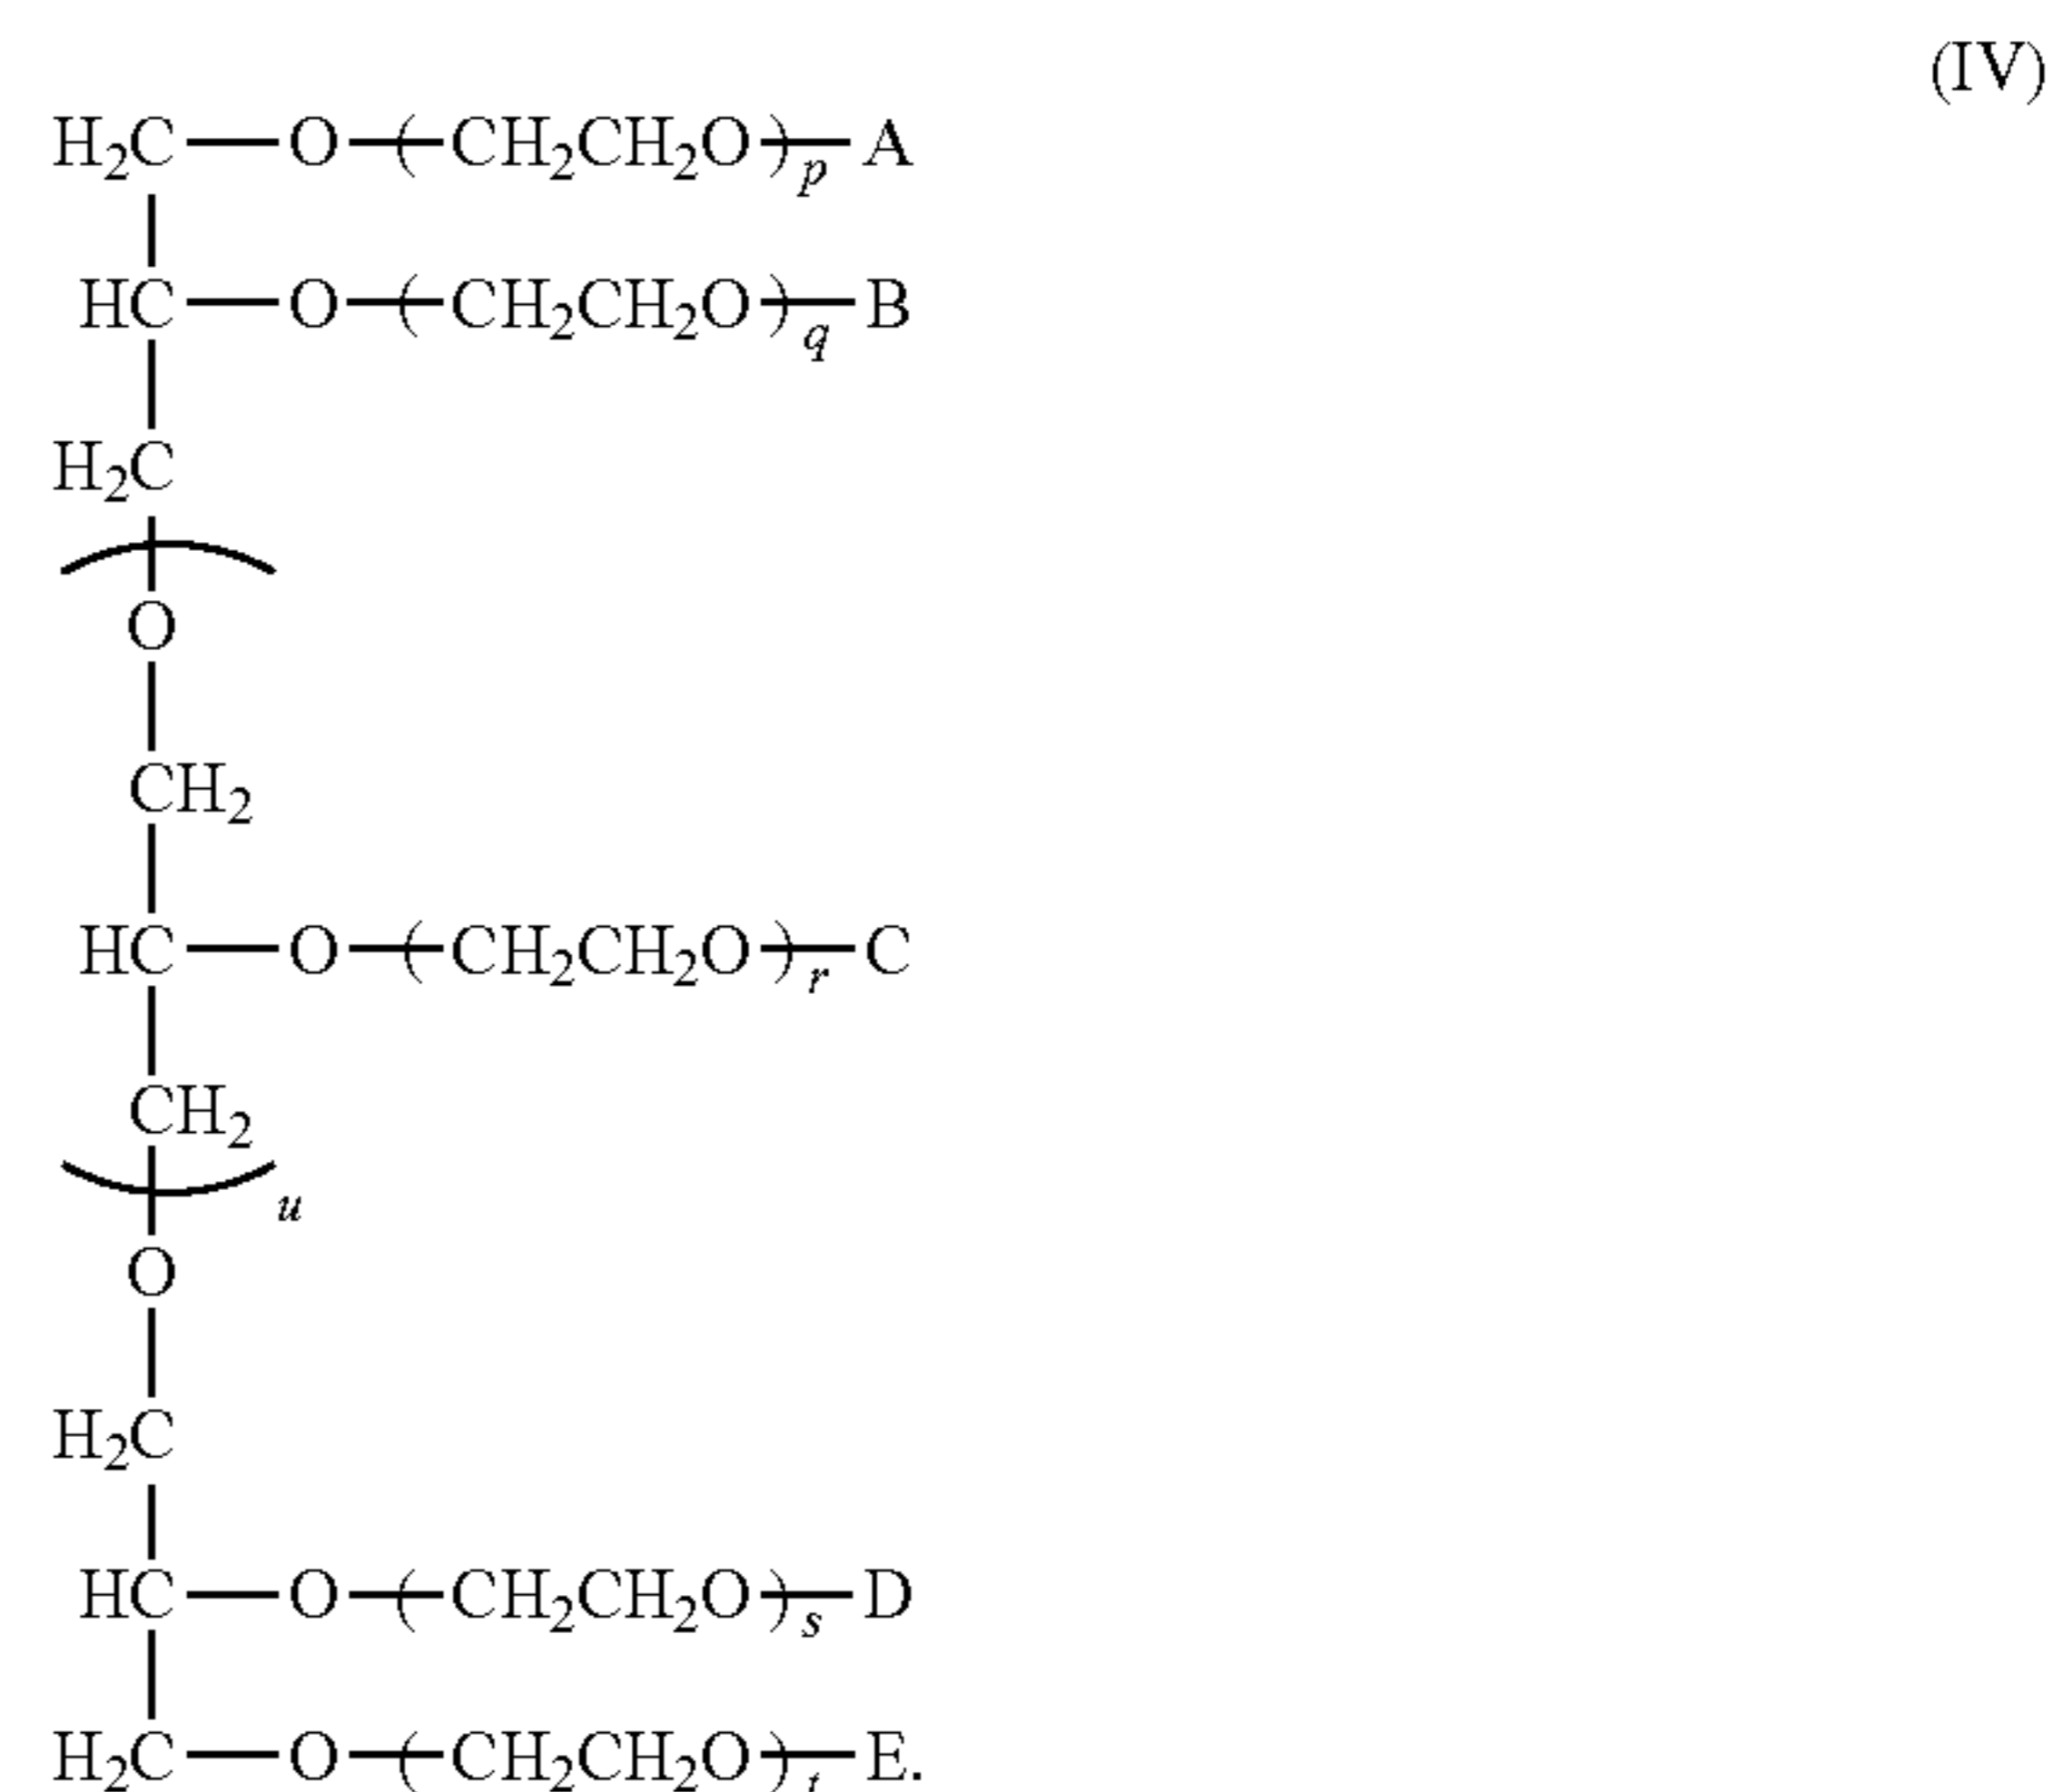 (IV)
H₂C—O—(CH₂CH₂O)ₚ—A
HC—O—(CH₂CH₂O)q—B
H₂C
O
CH₂
HC—O—(CH₂CH₂O)ᵣ—C
CH₂
u
O
H₂C
HC—O—(CH₂CH₂O)ₛ—D
H₂C—O—(CH₂CH₂O)ₜ—E.